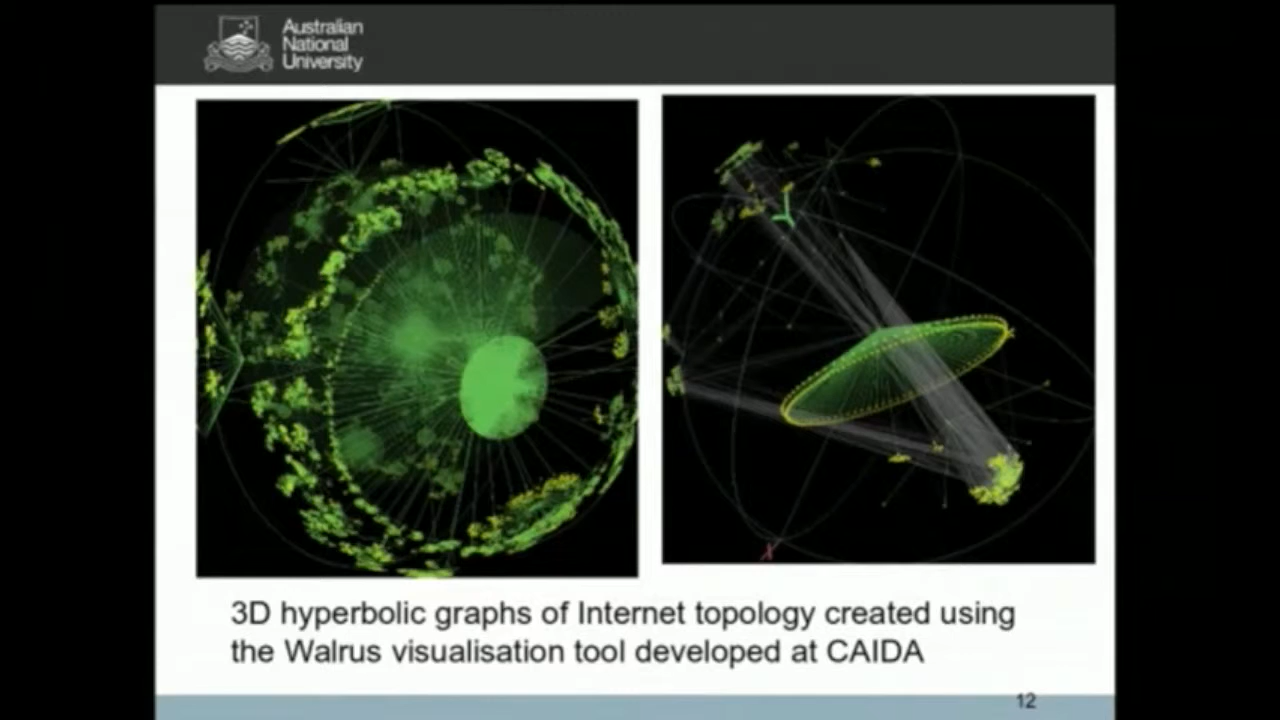 Australian
National
University
3D hyperbolic graphs of Internet topology created using
the Walrus visualisation tool developed at CAIDA
12